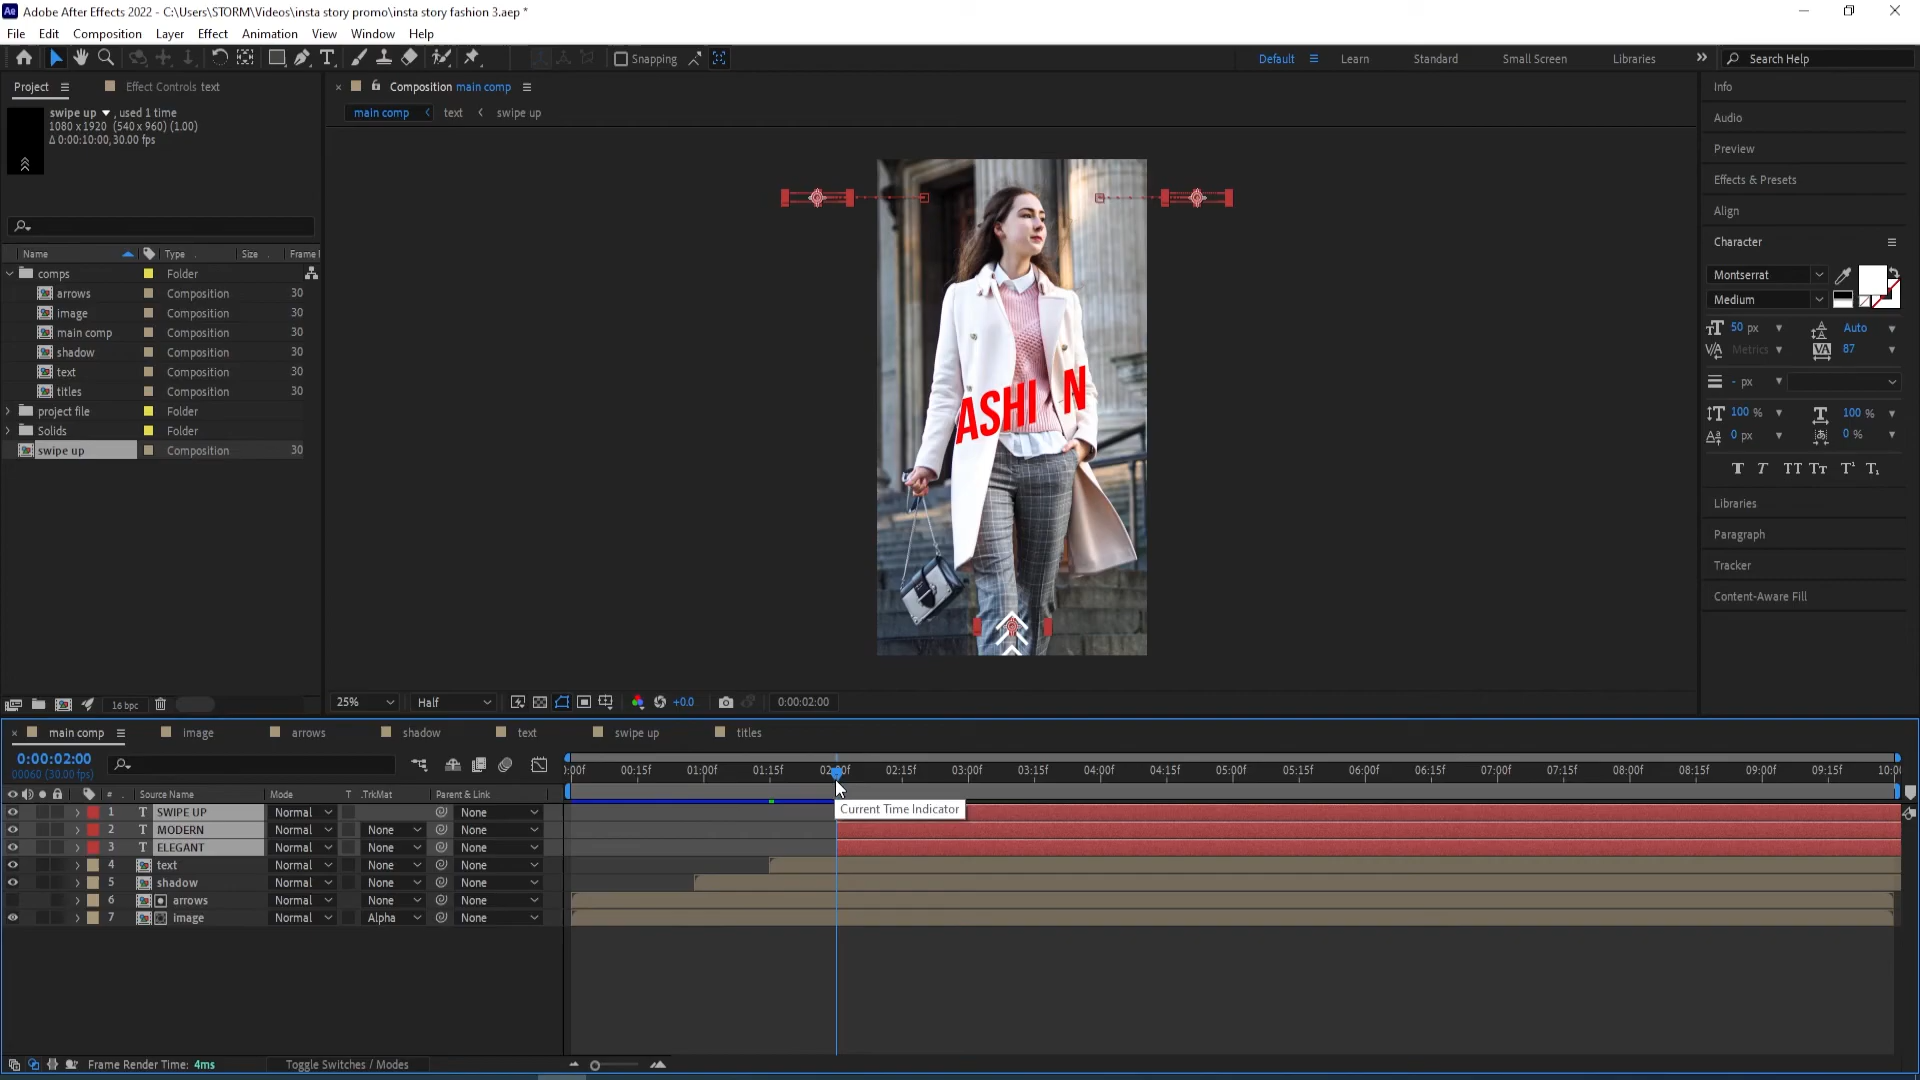 Adobe After Effects 2022 - C:\Users\STORM\Videos\insta story promo\insta story fashion 3.aep *
File Edit Composition Layer Effect Animation View Window Help
Snapping Default Learn Standard Small Screen Libraries Search Help
Project Effect Controls text
swipe up , used 1 time
1080 x 1920 (540 x 960) (1.00)
Δ 0:00:10:00, 30.00 fps
Name Type Size Frame
comps Folder
arrows Composition 30
image Composition 30
main comp Composition 30
shadow Composition 30
text Composition 30
titles Composition 30
project file Folder
Solids Folder
swipe up Composition 30
16 bpc
Composition main comp
main comp text swipe up
ASHI N
25% Half +0.0 0:00:02:00
Info
Audio
Preview
Effects & Presets
Align
Character
Montserrat
Medium
50 px Auto
Metrics 87
- px
100 % 100 %
0 px 0 %
T T TT Tt T¹ T₁
Libraries
Paragraph
Tracker
Content-Aware Fill
main comp image arrows shadow text swipe up titles
0:00:02:00
00060 (30.00 fps)
:00f 00:15f 01:00f 01:15f 02:00f 02:15f 03:00f 03:15f 04:00f 04:15f 05:00f 05:15f 06:00f 06:15f 07:00f 07:15f 08:00f 08:15f 09:00f 09:15f 10:00
# Source Name Mode T .TrkMat Parent & Link
1 T SWIPE UP Normal None
2 T MODERN Normal None None
3 T ELEGANT Normal None None
4 text Normal None None
5 shadow Normal None None
6 arrows Normal None None
7 image Normal Alpha None
Current Time Indicator
Frame Render Time: 4ms Toggle Switches / Modes